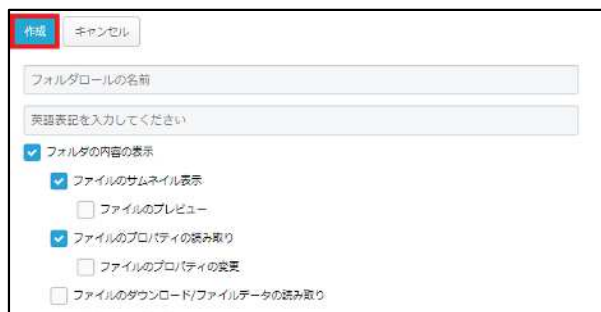 作成 キャンセル
フォルダロールの名前
英語表記を入力してください
フォルダの内容の表示
ファイルのサムネイル表示
ファイルのプレビュー
ファイルのプロパティの読み取り
ファイルのプロパティの変更
ファイルのダウンロード/ファイルデータの読み取り